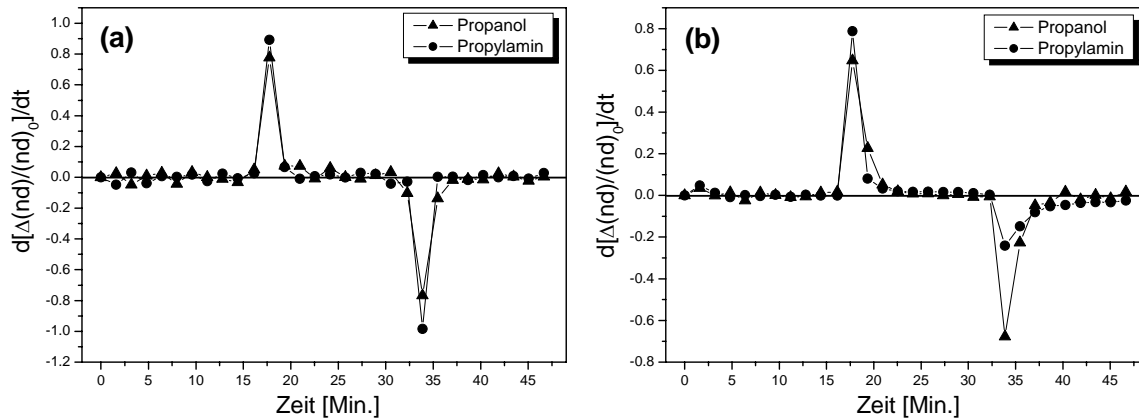 (a)
Propanol
Propylamin
d[Δ(nd)/(nd)0]/dt
1.0
0.8
0.6
0.4
0.2
0.0
-0.2
-0.4
-0.6
-0.8
-1.0
-1.2
0 5 10 15 20 25 30 35 40 45
Zeit [Min.]
(b)
Propanol
Propylamin
d[Δ(nd)/(nd)0]/dt
0.8
0.6
0.4
0.2
0.0
-0.2
-0.4
-0.6
-0.8
0 5 10 15 20 25 30 35 40 45
Zeit [Min.]